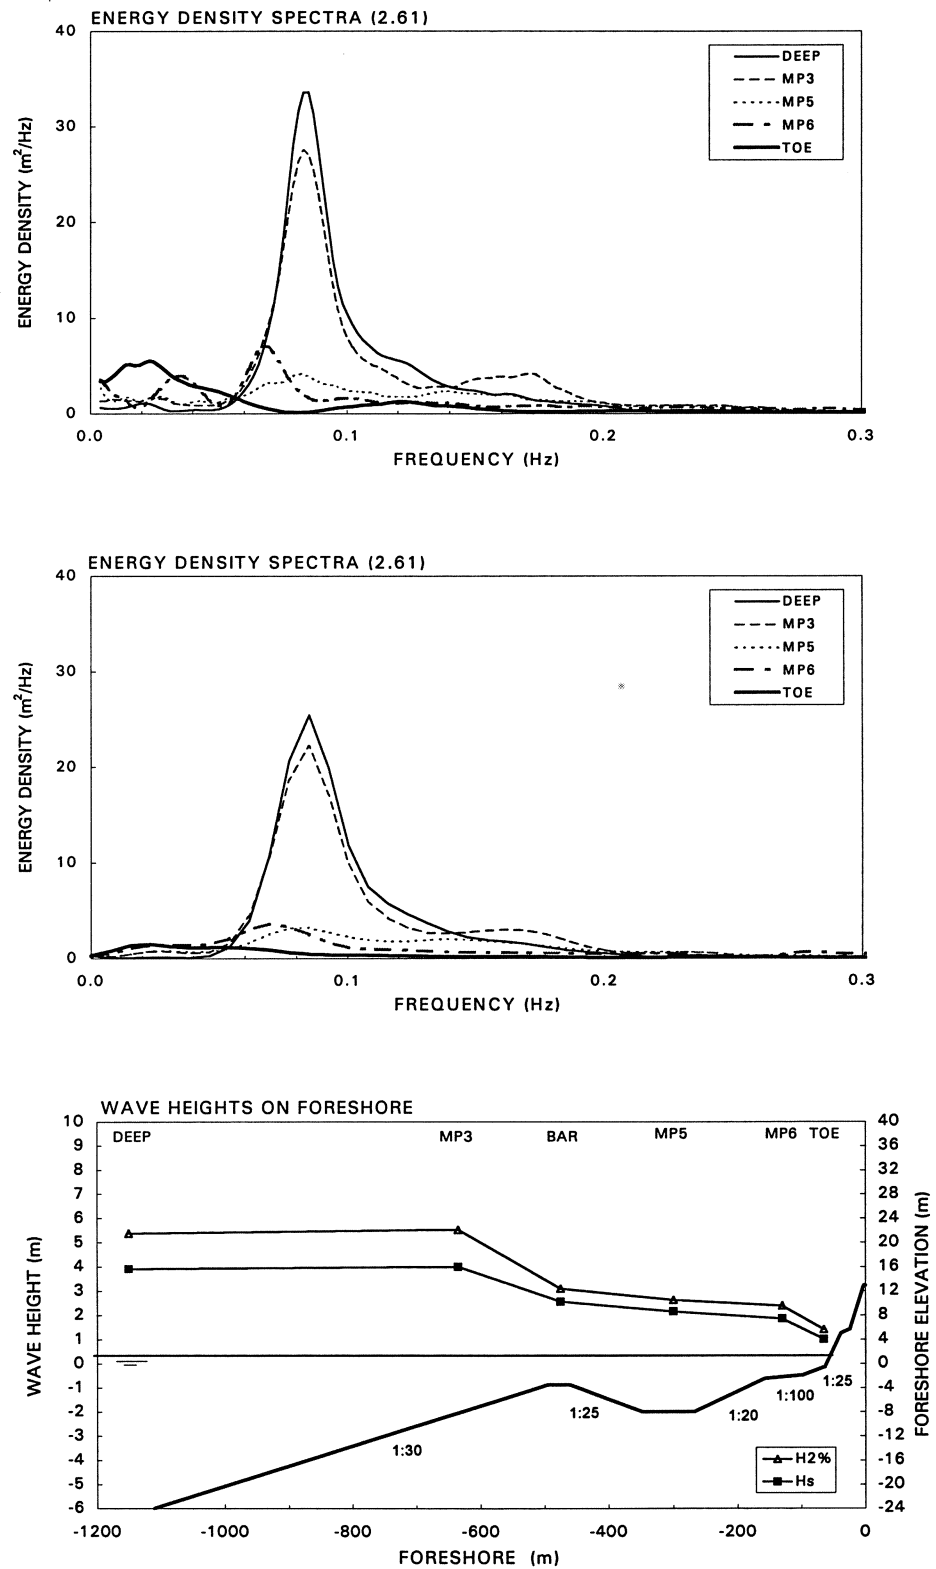 ENERGY DENSITY SPECTRA (2.61)
40
30
20
10
0
ENERGY DENSITY (m²/Hz)
DEEP
MP3
MP5
MP6
TOE
0.0 0.1 0.2 0.3
FREQUENCY (Hz)
ENERGY DENSITY SPECTRA (2.61)
40
30
20
10
0
ENERGY DENSITY (m²/Hz)
DEEP
MP3
MP5
MP6
TOE
0.0 0.1 0.2 0.3
FREQUENCY (Hz)
WAVE HEIGHTS ON FORESHORE
DEEP MP3 BAR MP5 MP6 TOE
10 40
9 36
8 32
7 28
6 24
5 20
4 16
3 12
2 8
1 4
0 0
-1 -4
-2 -8
-3 -12
-4 -16
-5 -20
-6 -24
WAVE HEIGHT (m)
FORESHORE ELEVATION (m)
1:25
1:100
1:25
1:20
1:30
H2%
Hs
-1200 -1000 -800 -600 -400 -200 0
FORESHORE (m)